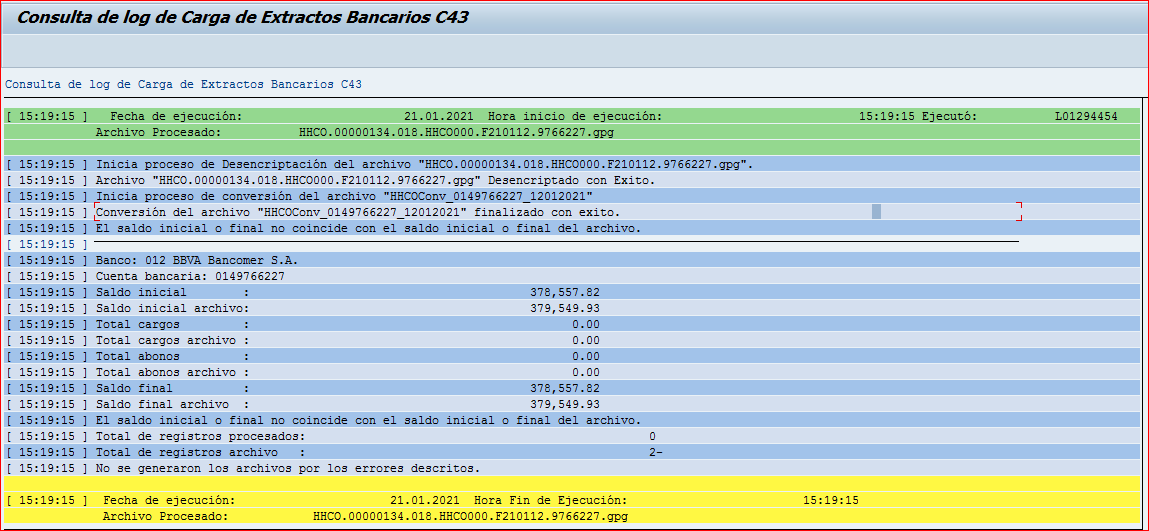 Consulta de log de Carga de Extractos Bancarios C43
Consulta de log de Carga de Extractos Bancarios C43
[ 15:19:15 ] Fecha de ejecución: 21.01.2021 Hora inicio de ejecución: 15:19:15 Ejecutó: L01294454
Archivo Procesado: HHCO.00000134.018.HHCO000.F210112.9766227.gpg
[ 15:19:15 ] Inicia proceso de Desencriptación del archivo "HHCO.00000134.018.HHCO000.F210112.9766227.gpg".
[ 15:19:15 ] Archivo "HHCO.00000134.018.HHCO000.F210112.9766227.gpg" Desencriptado con Exito.
[ 15:19:15 ] Inicia proceso de conversión del archivo "HHCOConv_0149766227_12012021"
[ 15:19:15 ] Conversión del archivo "HHCOConv_0149766227_12012021" finalizado con exito.
[ 15:19:15 ] El saldo inicial o final no coincide con el saldo inicial o final del archivo.
[ 15:19:15 ]
[ 15:19:15 ] Banco: 012 BBVA Bancomer S.A.
[ 15:19:15 ] Cuenta bancaria: 0149766227
[ 15:19:15 ] Saldo inicial : 378,557.82
[ 15:19:15 ] Saldo inicial archivo: 379,549.93
[ 15:19:15 ] Total cargos : 0.00
[ 15:19:15 ] Total cargos archivo : 0.00
[ 15:19:15 ] Total abonos : 0.00
[ 15:19:15 ] Total abonos archivo : 0.00
[ 15:19:15 ] Saldo final : 378,557.82
[ 15:19:15 ] Saldo final archivo : 379,549.93
[ 15:19:15 ] El saldo inicial o final no coincide con el saldo inicial o final del archivo.
[ 15:19:15 ] Total de registros procesados: 0
[ 15:19:15 ] Total de registros archivo : 2-
[ 15:19:15 ] No se generaron los archivos por los errores descritos.
[ 15:19:15 ] Fecha de ejecución: 21.01.2021 Hora Fin de Ejecución: 15:19:15
Archivo Procesado: HHCO.00000134.018.HHCO000.F210112.9766227.gpg